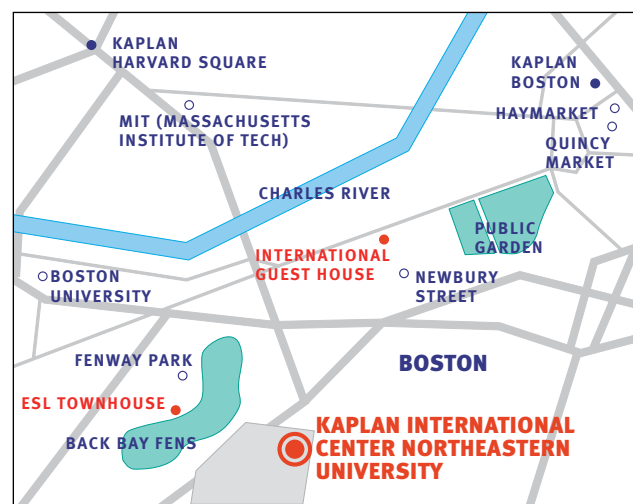 KAPLAN
HARVARD SQUARE
KAPLAN
BOSTON
MIT (MASSACHUSETTS
INSTITUTE OF TECH)
HAYMARKET
QUINCY
MARKET
CHARLES RIVER
PUBLIC
GARDEN
INTERNATIONAL
GUEST HOUSE
BOSTON
UNIVERSITY
NEWBURY
STREET
FENWAY PARK
BOSTON
ESL TOWNHOUSE
BACK BAY FENS
KAPLAN INTERNATIONAL
CENTER NORTHEASTERN
UNIVERSITY